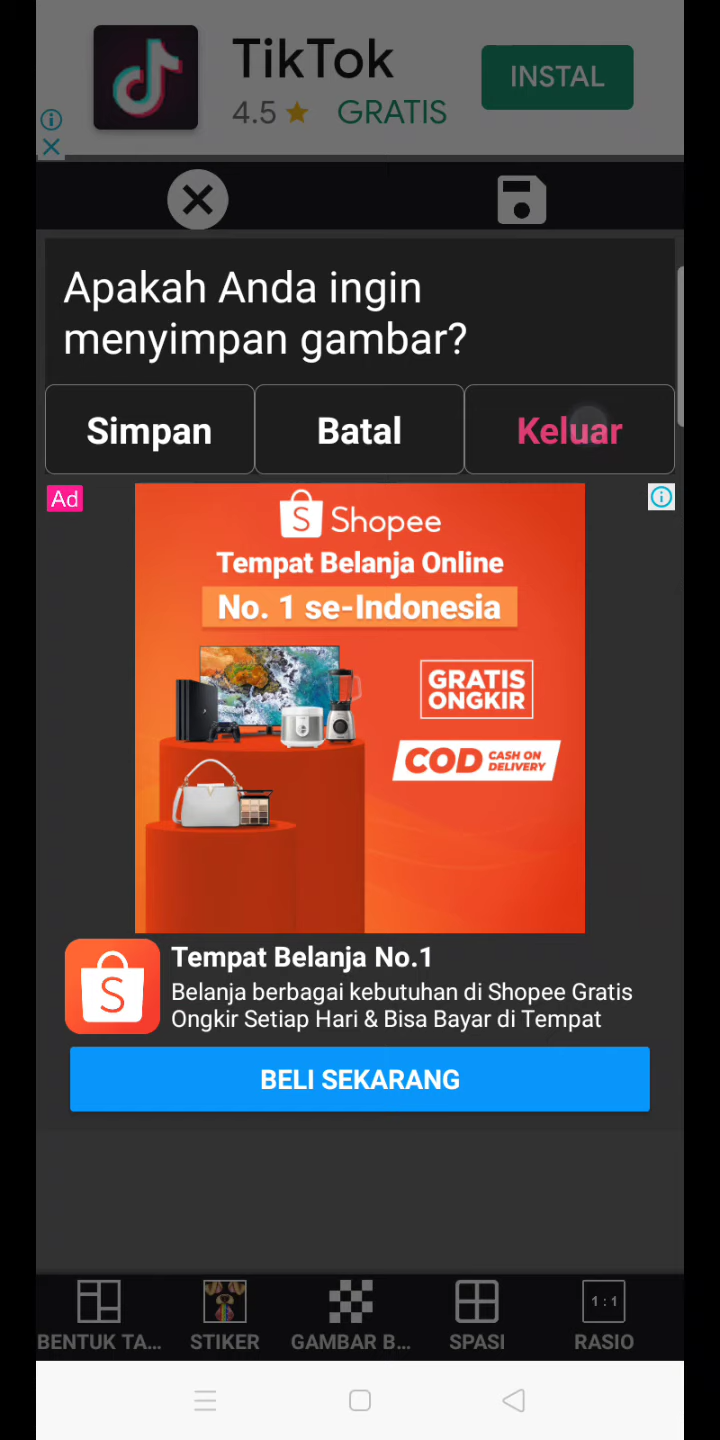 TikTok
4.5 ★ GRATIS
INSTAL
Apakah Anda ingin
menyimpan gambar?
Simpan
Batal
Keluar
Ad
Shopee
Tempat Belanja Online
No. 1 se-Indonesia
GRATIS
ONGKIR
COD CASH ON
DELIVERY
Tempat Belanja No.1
Belanja berbagai kebutuhan di Shopee Gratis
Ongkir Setiap Hari & Bisa Bayar di Tempat
BELI SEKARANG
1:1
BENTUK TA...
STIKER
GAMBAR B...
SPASI
RASIO